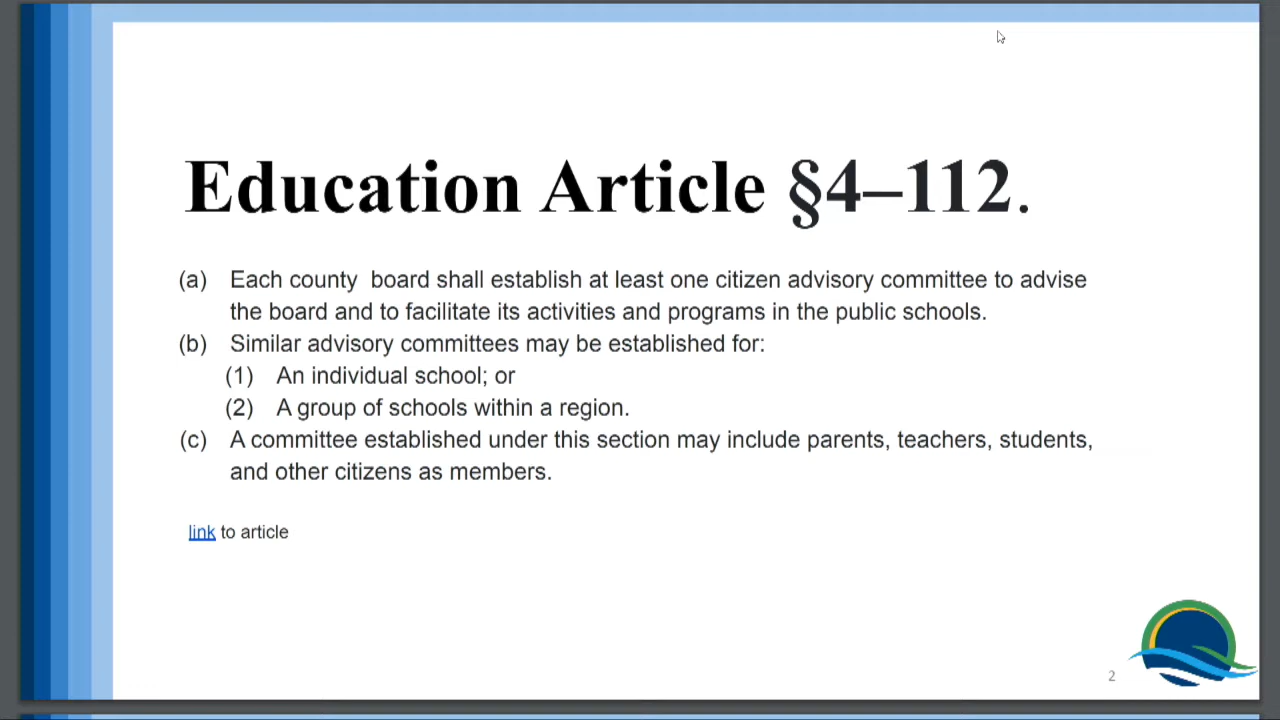 Education Article §4–112.
(a) Each county  board shall establish at least one citizen advisory committee to advise
the board and to facilitate its activities and programs in the public schools.
(b) Similar advisory committees may be established for:
(1) An individual school; or
(2) A group of schools within a region.
(c) A committee established under this section may include parents, teachers, students,
and other citizens as members.
link to article
2